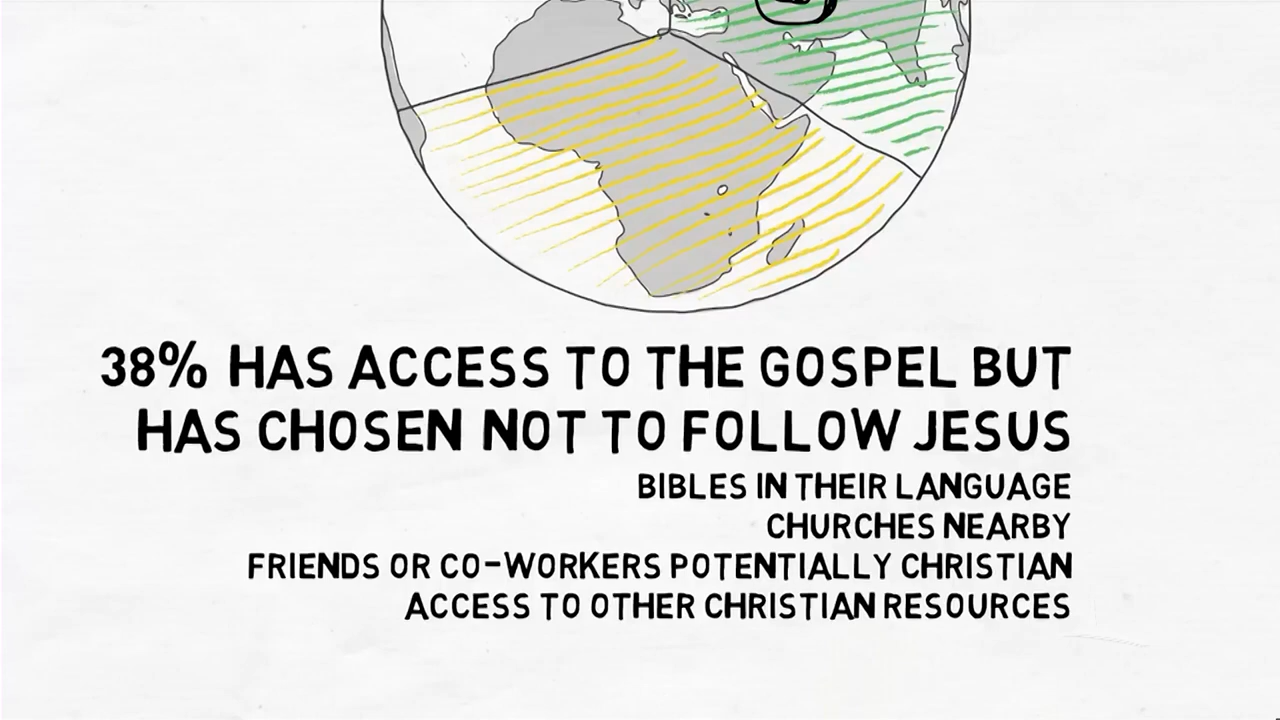 38% HAS ACCESS TO THE GOSPEL BUT
HAS CHOSEN NOT TO FOLLOW JESUS
BIBLES IN THEIR LANGUAGE
CHURCHES NEARBY
FRIENDS OR CO-WORKERS POTENTIALLY CHRISTIAN
ACCESS TO OTHER CHRISTIAN RESOURCES